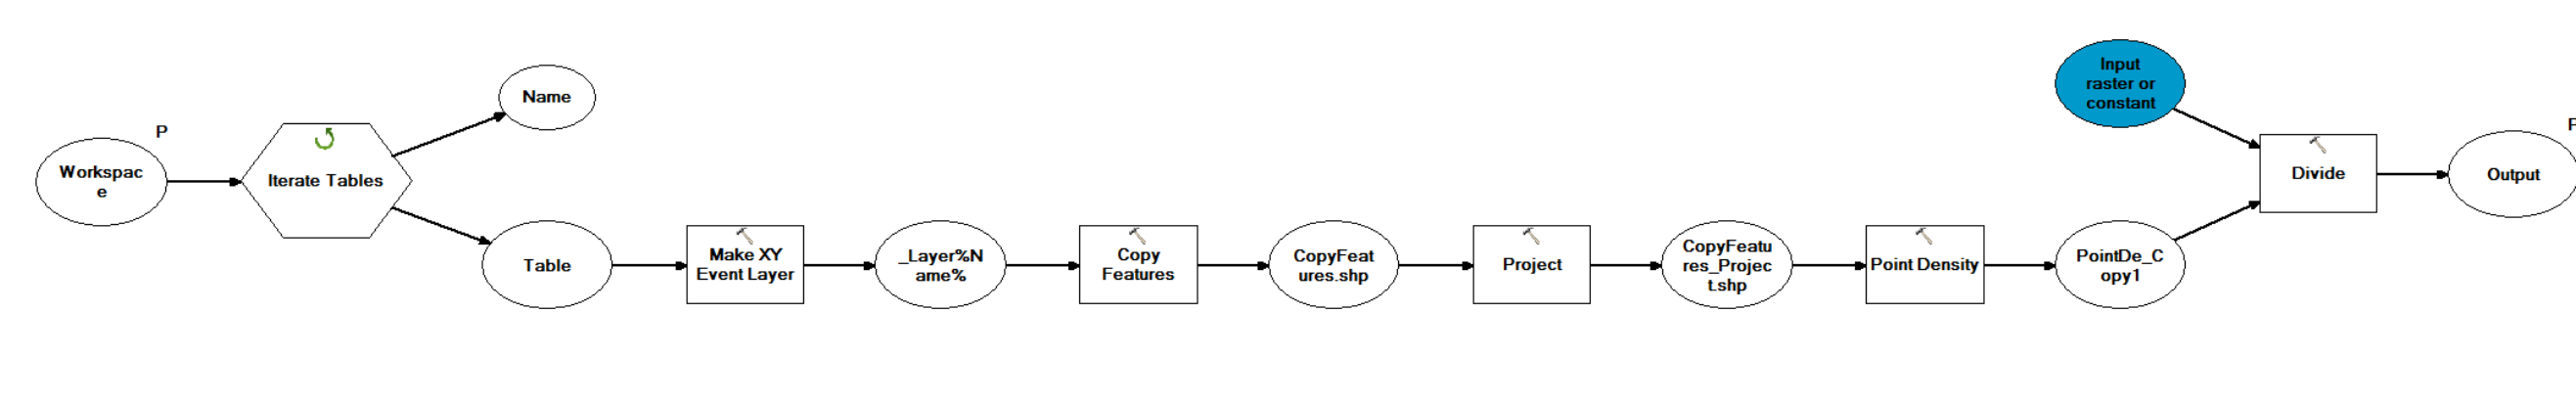 P
Workspac
e
Iterate Tables
Name
Table
Make XY
Event Layer
_Layer%N
ame%
Copy
Features
CopyFeat
ures.shp
Project
CopyFeatu
res_Projec
t.shp
Point Density
PointDe_C
opy1
Input
raster or
constant
Divide
Output